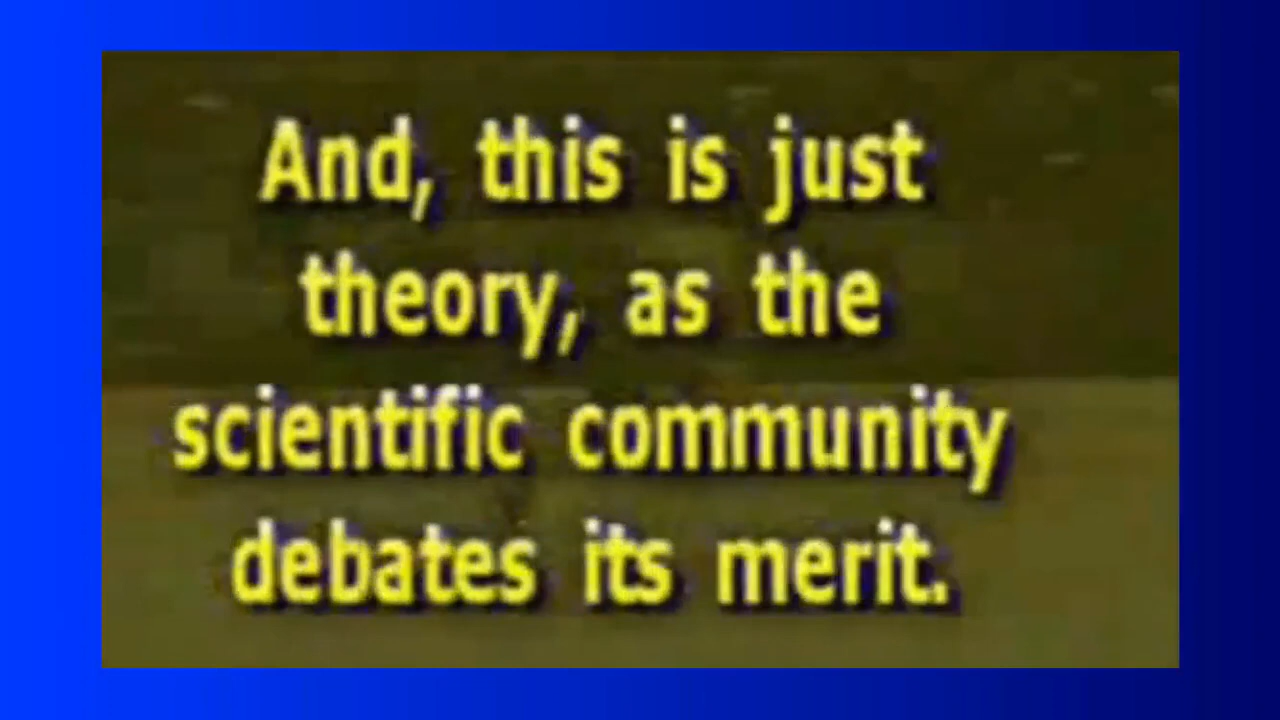 And, this is just
theory, as the
scientific community
debates its merit.